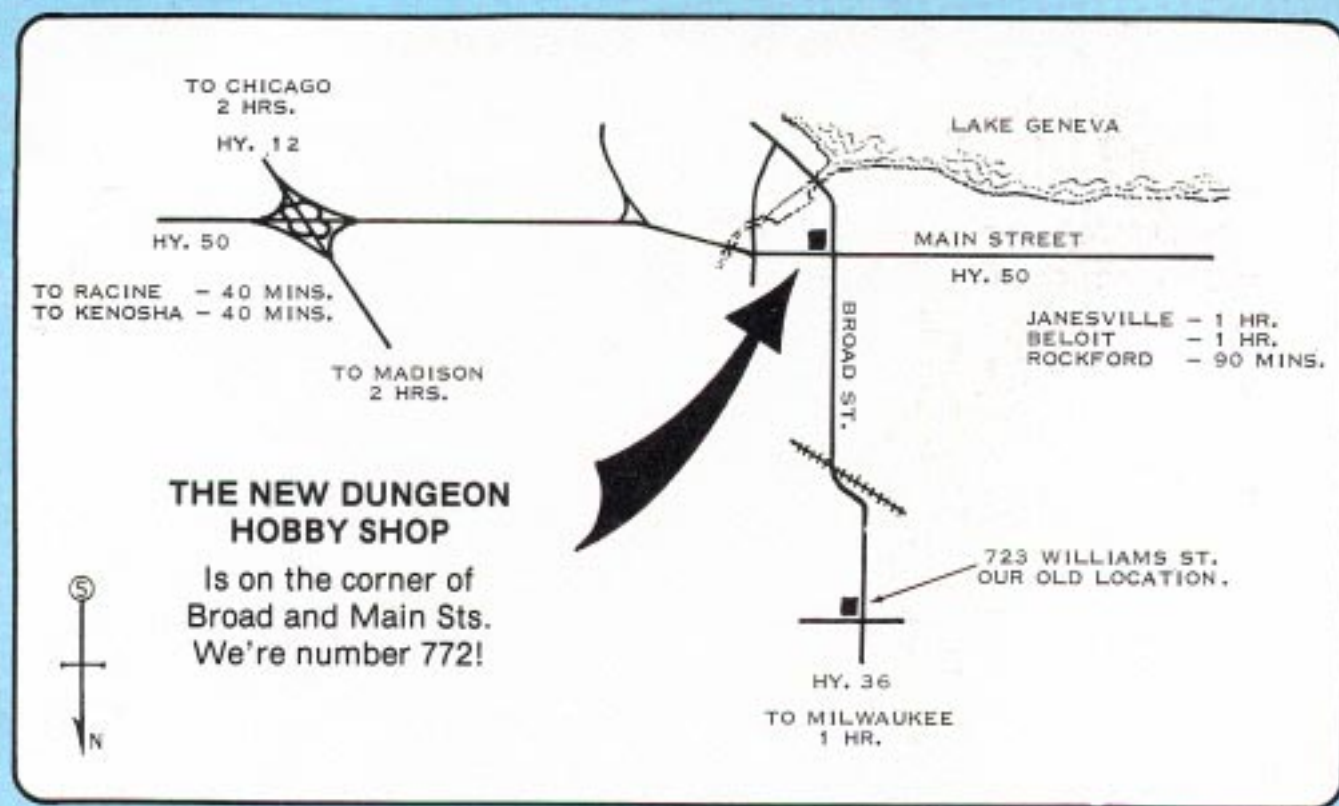 TO CHICAGO
2 HRS.
HY. 12
LAKE GENEVA
HY. 50
MAIN STREET
HY. 50
TO RACINE – 40 MINS.
TO KENOSHA – 40 MINS.
JANESVILLE – 1 HR.
BELOIT – 1 HR.
ROCKFORD – 90 MINS.
BROAD ST.
TO MADISON
2 HRS.
THE NEW DUNGEON
HOBBY SHOP
Is on the corner of
Broad and Main Sts.
We're number 772!
723 WILLIAMS ST.
OUR OLD LOCATION.
S
N
HY. 36
TO MILWAUKEE
1 HR.